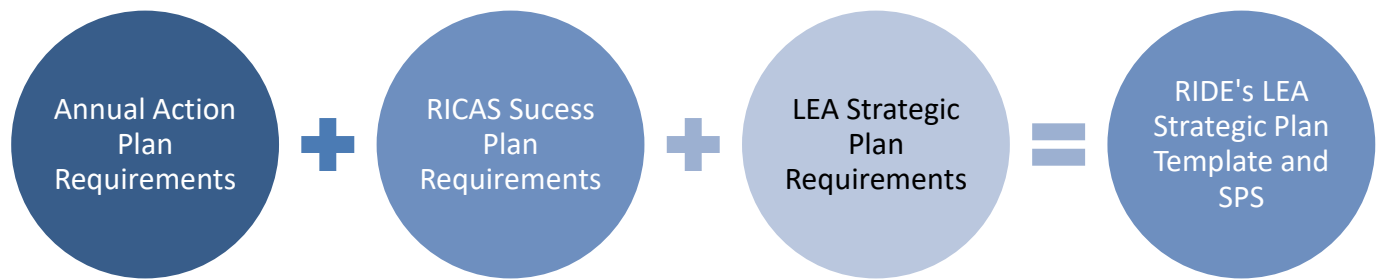 Annual Action
Plan
Requirements
RICAS Sucess
Plan
Requirements
LEA Strategic
Plan
Requirements
RIDE's LEA
Strategic Plan
Template and
SPS